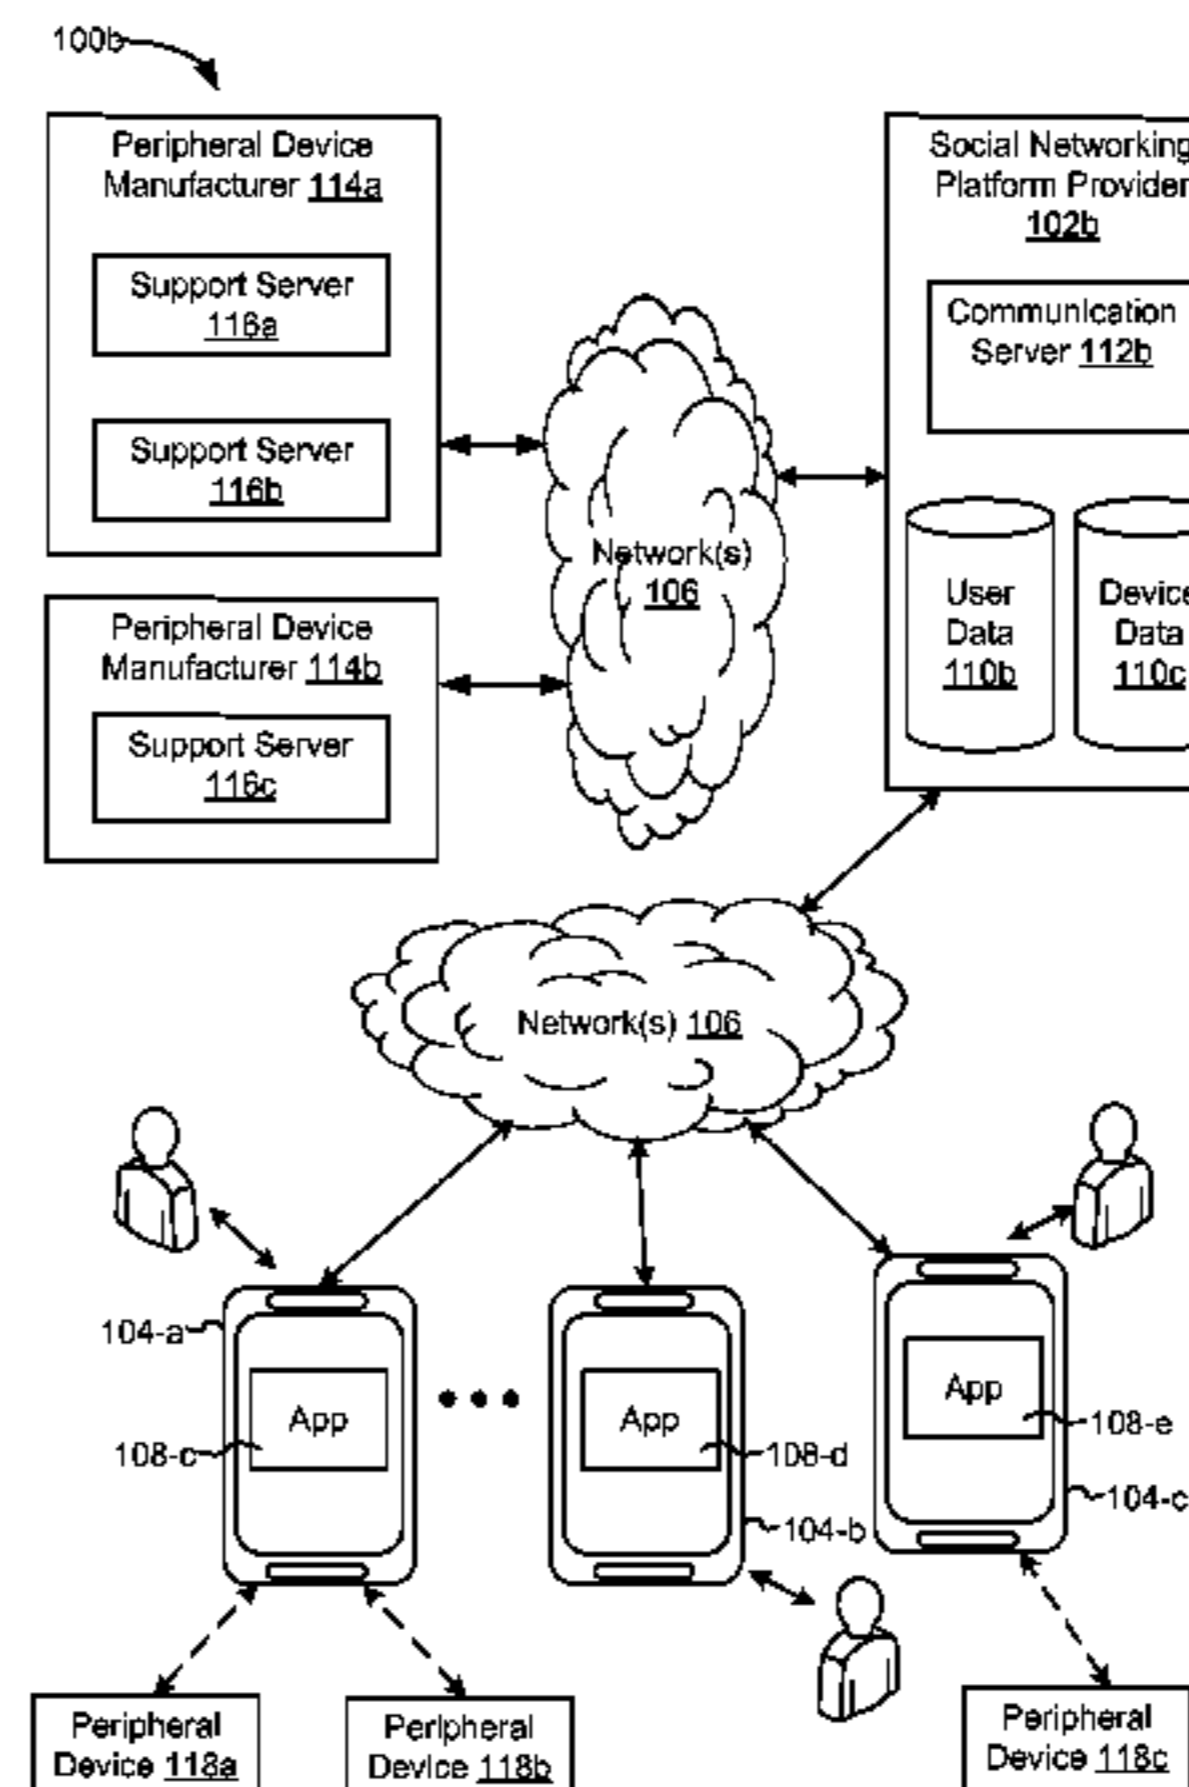 100b
Peripheral Device
Manufacturer 114a
Support Server
116a
Support Server
116b
Peripheral Device
Manufacturer 114b
Support Server
116c
Network(s)
106
Social Networking
Platform Provider
102b
Communication
Server 112b
User
Data
110b
Device
Data
110c
Network(s) 106
104-a
App
108-c
App
108-d
104-b
App
108-e
104-c
Peripheral
Device 118a
Peripheral
Device 118b
Peripheral
Device 118c